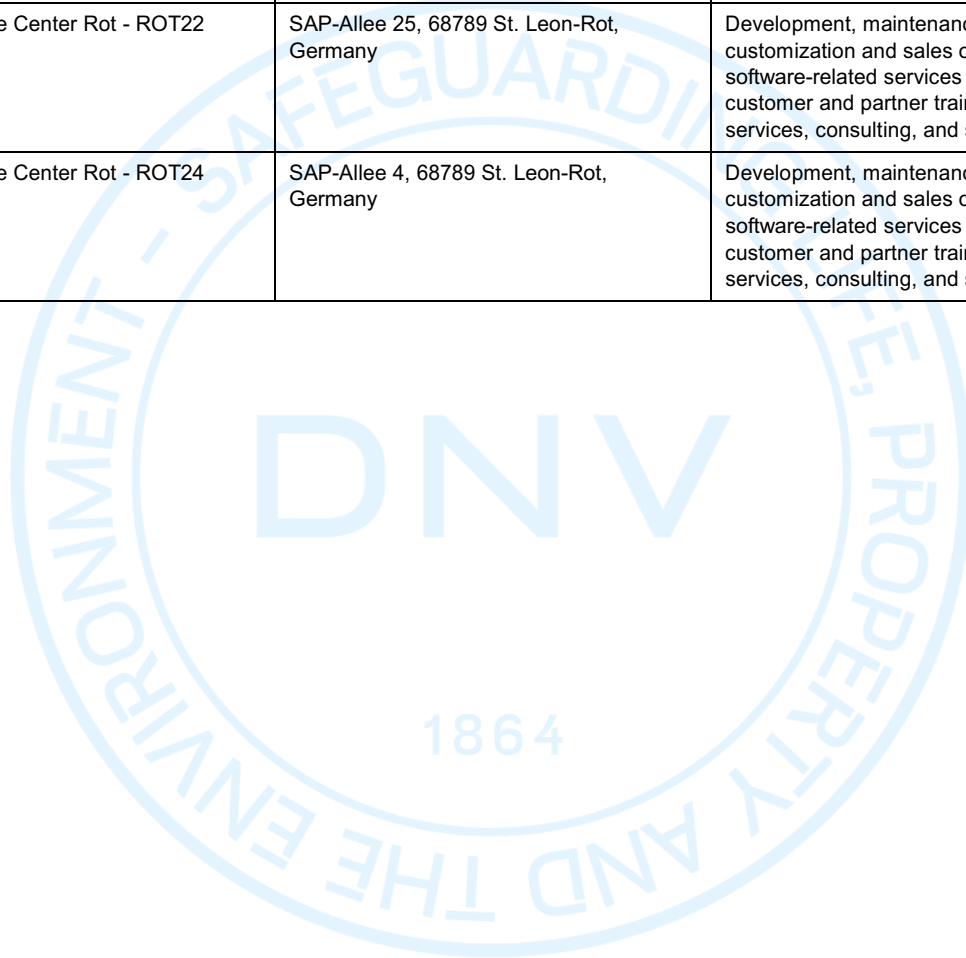 e Center Rot - ROT22
SAP-Allee 25, 68789 St. Leon-Rot,
Germany
Development, maintenanc
customization and sales o
software-related services
customer and partner trai
services, consulting, and
e Center Rot - ROT24
SAP-Allee 4, 68789 St. Leon-Rot,
Germany
Development, maintenanc
customization and sales o
software-related services
customer and partner trai
services, consulting, and
SAFEGUARDING LIFE, PROPERTY AND THE ENVIRONMENT -
DNV
1864